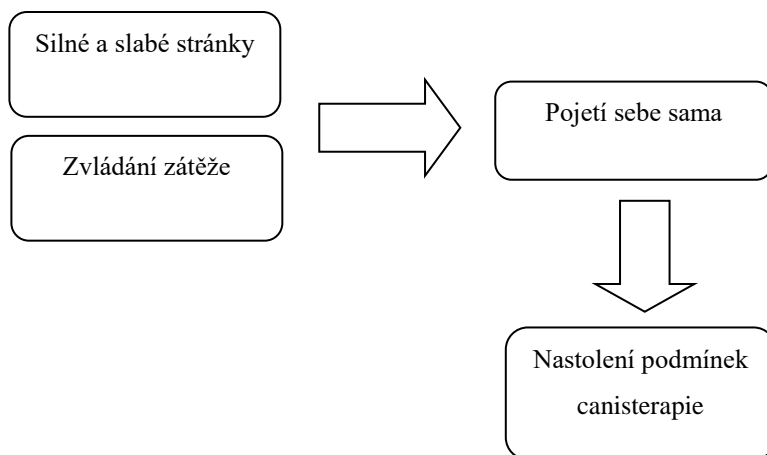 Silné a slabé stránky
Zvládání zátěže
Pojetí sebe sama
Nastolení podmínek
canisterapie